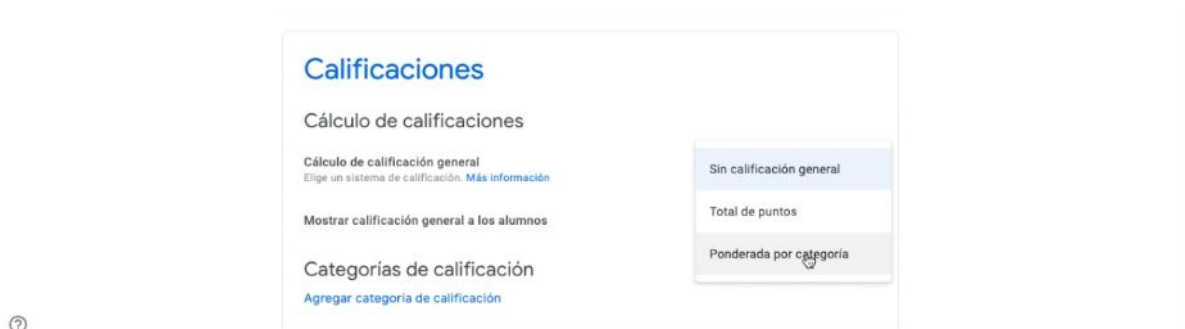 Calificaciones
Cálculo de calificaciones
Cálculo de calificación general
Elige un sistema de calificación. Más información
Mostrar calificación general a los alumnos
Categorías de calificación
Agregar categoría de calificación
Sin calificación general
Total de puntos
Ponderada por categoría